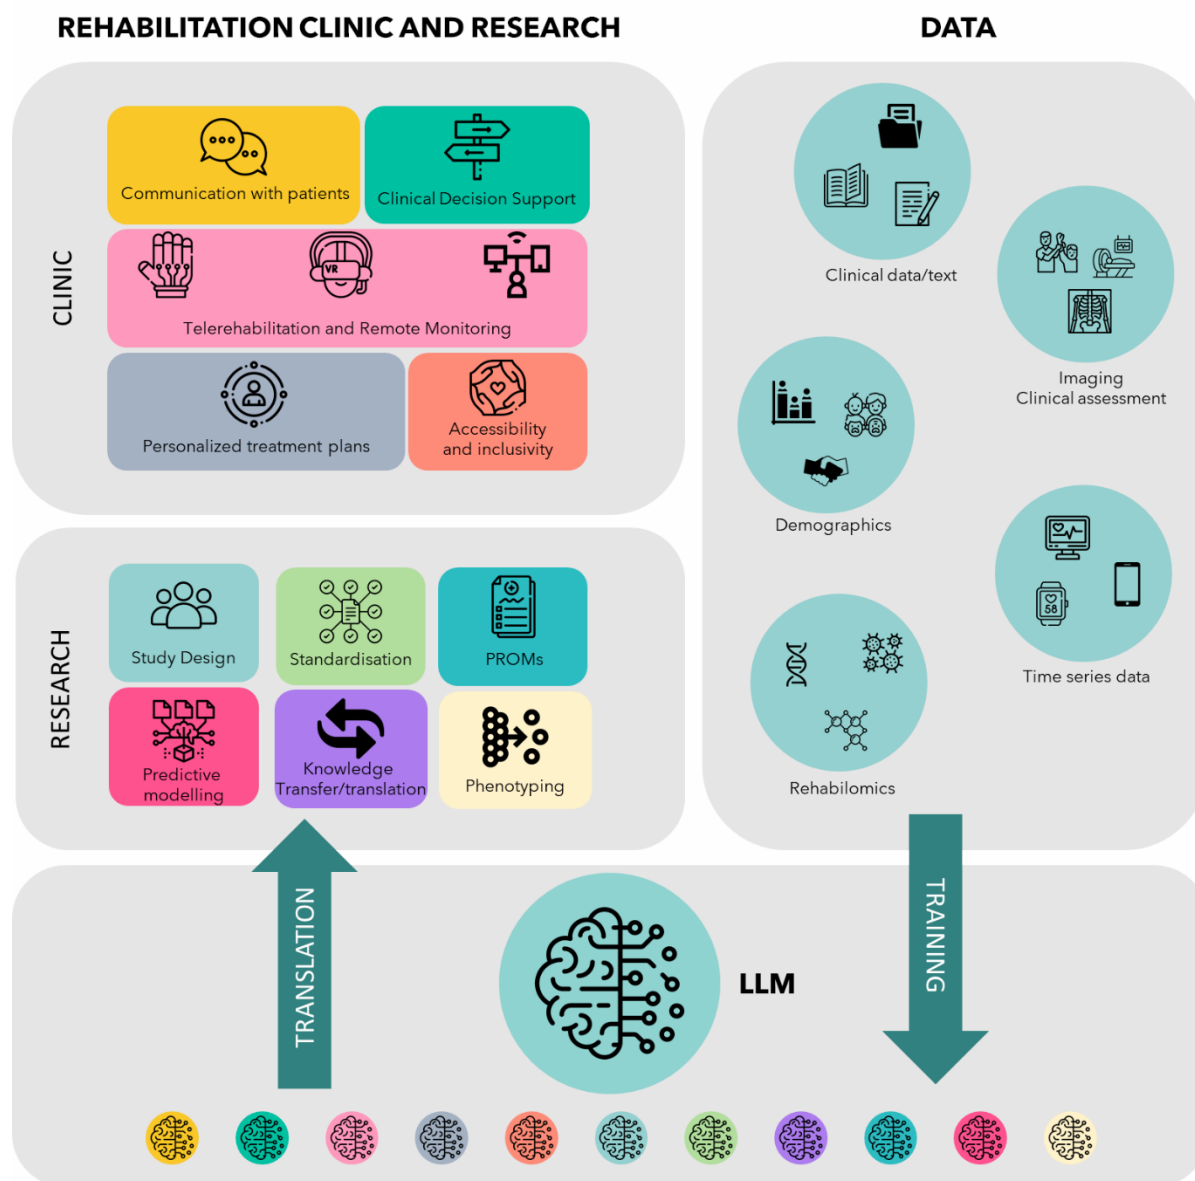 REHABILITATION CLINIC AND RESEARCH
CLINIC
Communication with patients
Clinical Decision Support
VR
Telerehabilitation and Remote Monitoring
Personalized treatment plans
Accessibility
and inclusivity
RESEARCH
Study Design
Standardisation
PROMs
Predictive
modelling
Knowledge
Transfer/translation
Phenotyping
DATA
Clinical data/text
Imaging
Clinical assessment
Demographics
58
Time series data
Rehabilomics
TRANSLATION
LLM
TRAINING